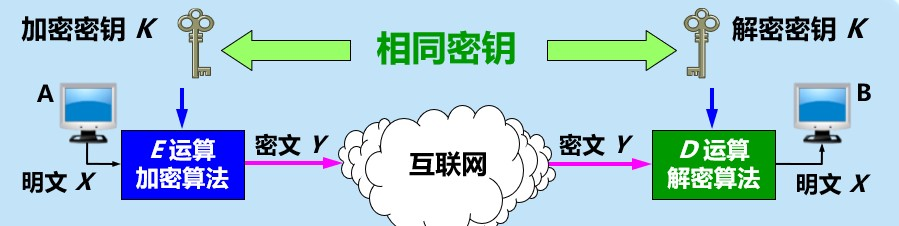 加密密钥 K
相同密钥
解密密钥 K
A
B
E 运算
加密算法
密文 Y
互联网
密文 Y
D 运算
解密算法
明文 X
明文 X